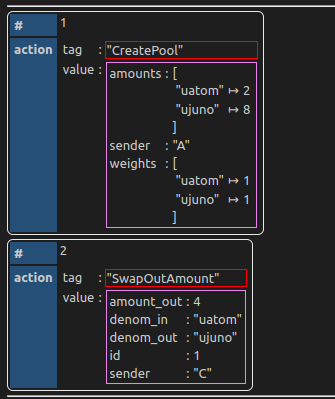 # 1
action tag : "CreatePool"
value : amounts : [
"uatom" ↦ 2
"ujuno" ↦ 8
]
sender : "A"
weights : [
"uatom" ↦ 1
"ujuno" ↦ 1
]
# 2
action tag : "SwapOutAmount"
value : amount_out : 4
denom_in : "uatom"
denom_out : "ujuno"
id : 1
sender : "C"